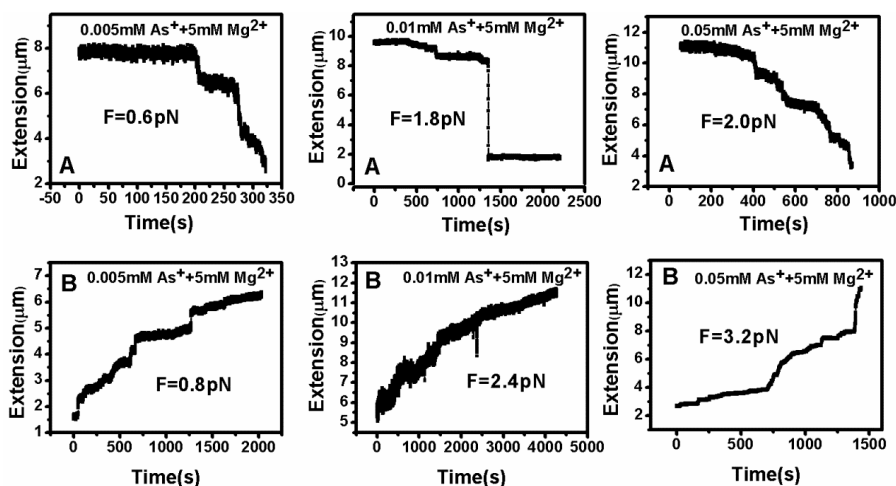 0.005mM As⁺+5mM Mg²⁺
Extension(μm)
8
6
4
2
F=0.6pN
A
-50 0 50 100 150 200 250 300 350
Time(s)
0.01mM As⁺+5mM Mg²⁺
Extension(μm)
10
8
6
4
2
0
F=1.8pN
A
0 500 1000 1500 2000 2500
Time(s)
0.05mM As⁺+5mM Mg²⁺
Extension(μm)
12
10
8
6
4
2
F=2.0pN
A
0 200 400 600 800 1000
Time(s)
B 0.005mM As⁺+5mM Mg²⁺
Extension(μm)
7
6
5
4
3
2
1
F=0.8pN
0 500 1000 1500 2000
Time(s)
B 0.01mM As⁺+5mM Mg²⁺
Extension(μm)
13
12
11
10
9
8
7
6
5
F=2.4pN
0 1000 2000 3000 4000 5000
Time(s)
B
0.05mM As⁺+5mM Mg²⁺
Extension(μm)
12
10
8
6
4
2
F=3.2pN
0 500 1000 1500
Time(s)